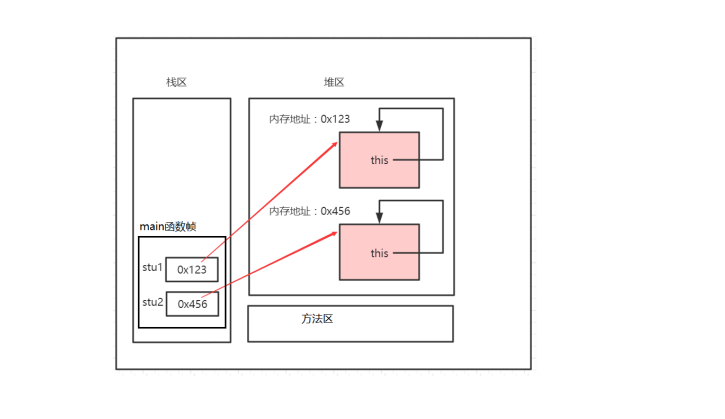 栈区
堆区
内存地址：0x123
this
内存地址：0x456
this
main函数帧
stu1
0x123
stu2
0x456
方法区